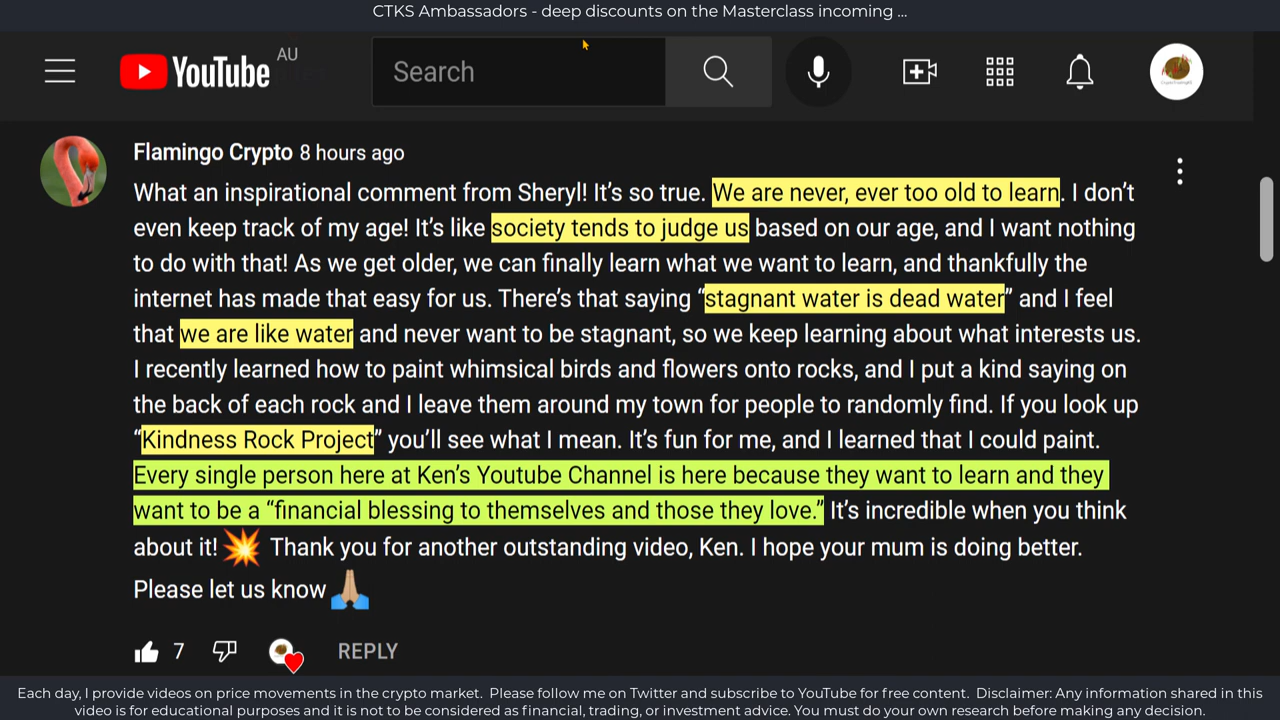 CTKS Ambassadors - deep discounts on the Masterclass incoming ...
YouTube AU
Search
Flamingo Crypto 8 hours ago
What an inspirational comment from Sheryl! It’s so true. We are never, ever too old to learn. I don’t
even keep track of my age! It’s like society tends to judge us based on our age, and I want nothing
to do with that! As we get older, we can finally learn what we want to learn, and thankfully the
internet has made that easy for us. There’s that saying “stagnant water is dead water” and I feel
that we are like water and never want to be stagnant, so we keep learning about what interests us.
I recently learned how to paint whimsical birds and flowers onto rocks, and I put a kind saying on
the back of each rock and I leave them around my town for people to randomly find. If you look up
“Kindness Rock Project” you’ll see what I mean. It’s fun for me, and I learned that I could paint.
Every single person here at Ken’s Youtube Channel is here because they want to learn and they
want to be a “financial blessing to themselves and those they love.” It’s incredible when you think
about it! 💥 Thank you for another outstanding video, Ken. I hope your mum is doing better.
Please let us know 🙏🏼
7 REPLY
Each day, I provide videos on price movements in the crypto market. Please follow me on Twitter and subscribe to YouTube for free content. Disclaimer: Any information shared in this
video is for educational purposes and it is not to be considered as financial, trading, or investment advice. You must do your own research before making any decision.